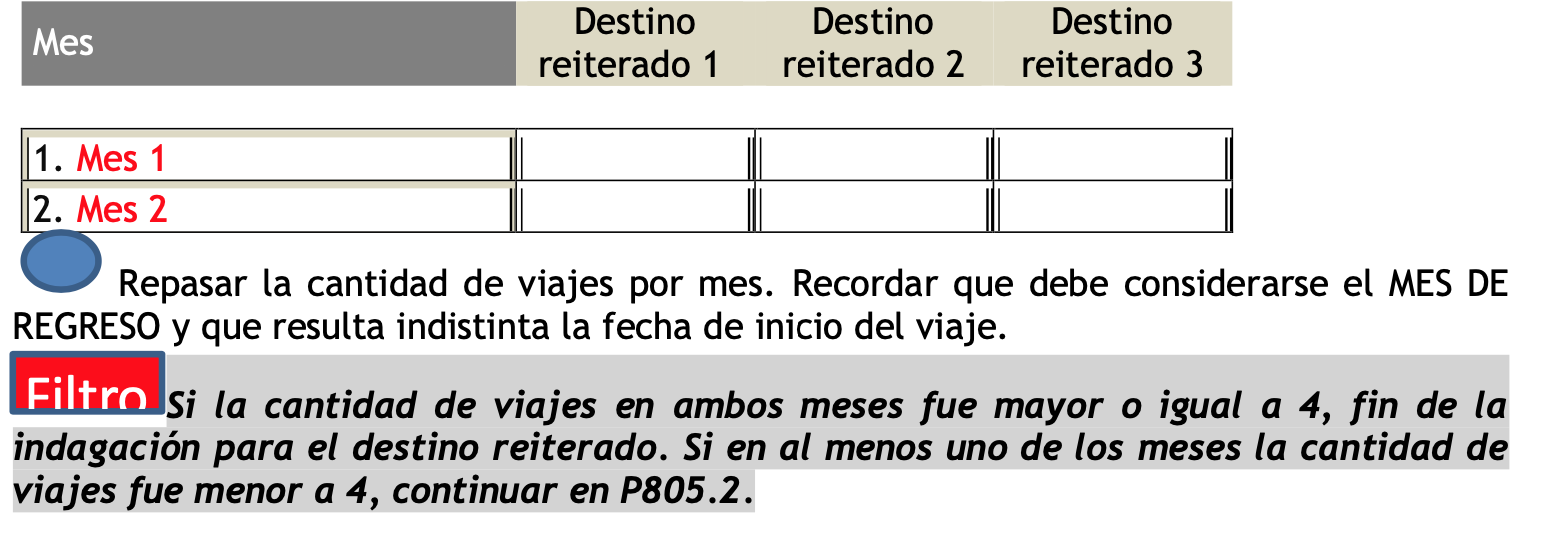 Mes
Destino reiterado 1
Destino reiterado 2
Destino reiterado 3
1. Mes 1
2. Mes 2
Repasar la cantidad de viajes por mes. Recordar que debe considerarse el MES DE
REGRESO y que resulta indistinta la fecha de inicio del viaje.
Filtro Si la cantidad de viajes en ambos meses fue mayor o igual a 4, fin de la
indagación para el destino reiterado. Si en al menos uno de los meses la cantidad de
viajes fue menor a 4, continuar en P805.2.